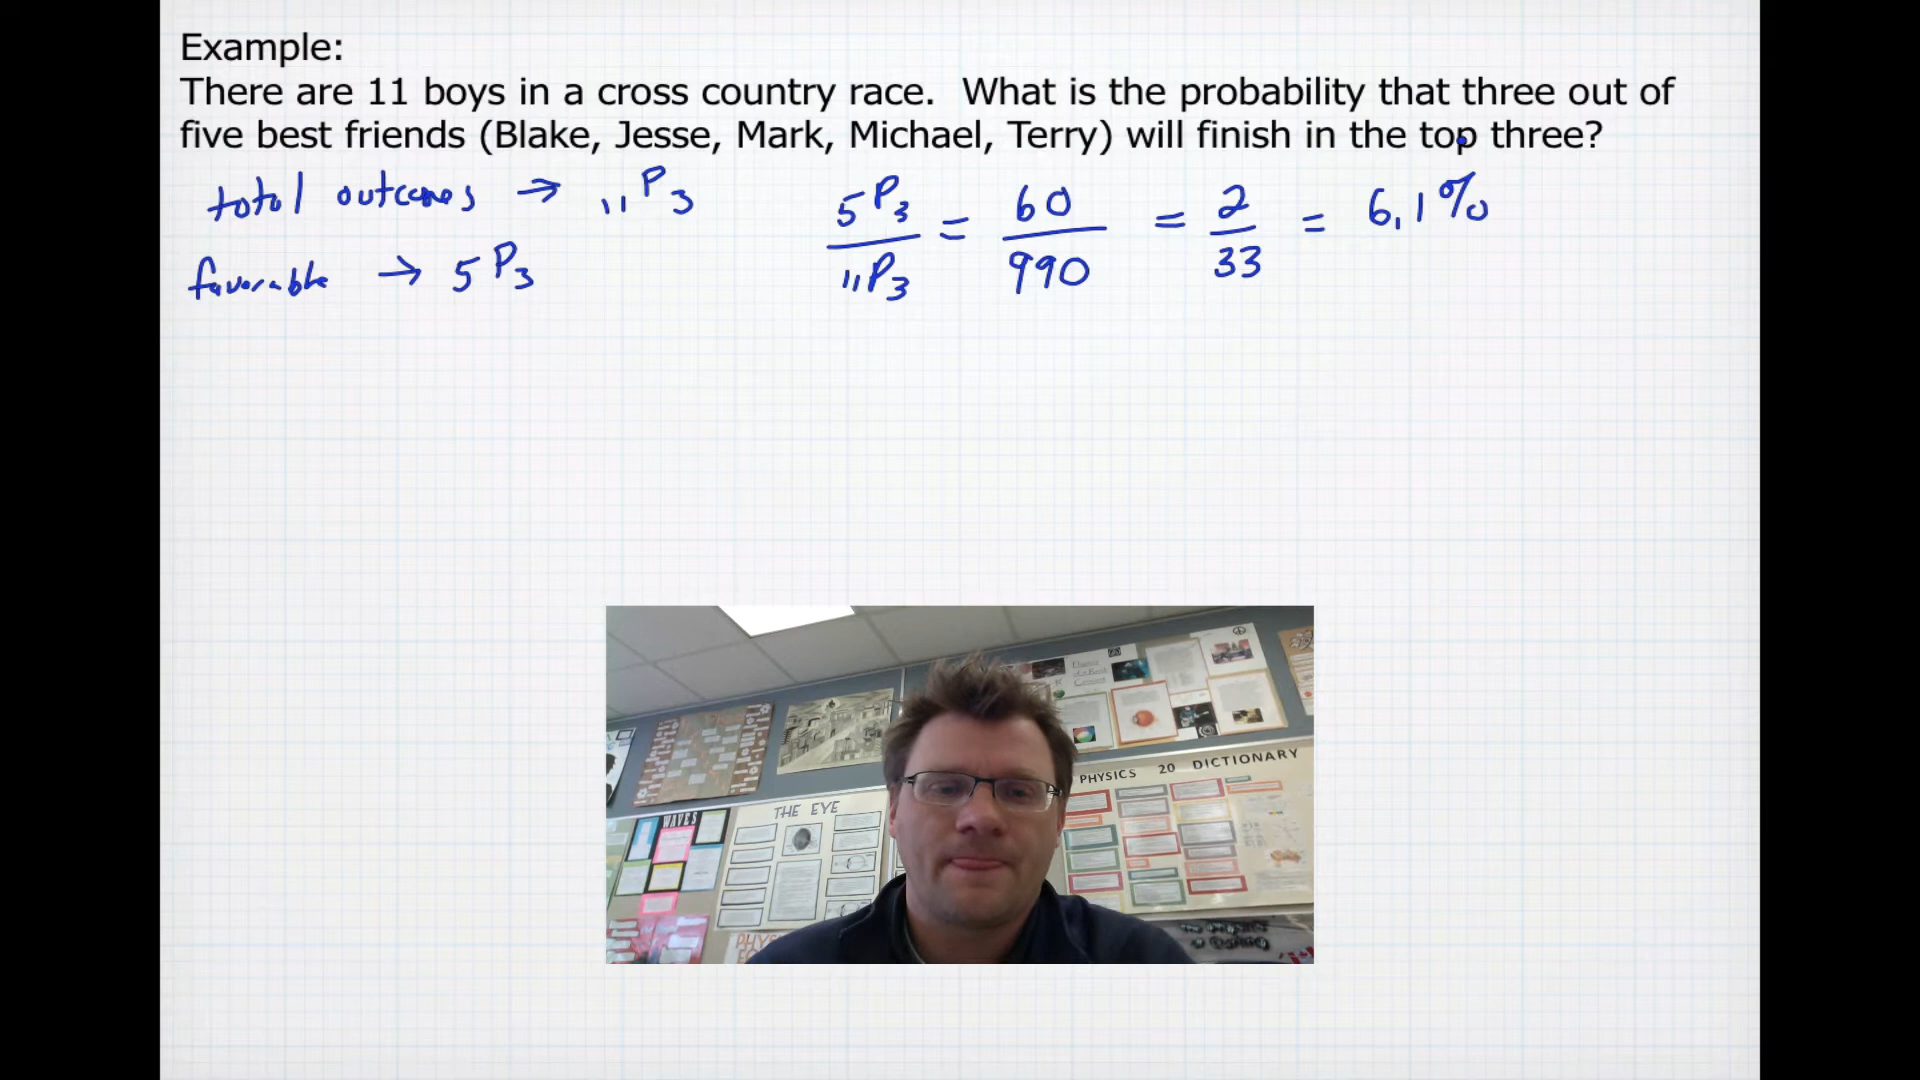 Example:
There are 11 boys in a cross country race. What is the probability that three out of
five best friends (Blake, Jesse, Mark, Michael, Terry) will finish in the top three?
total outcomes → ₁₁P₃
favorable → ₅P₃
₅P₃ / ₁₁P₃ = 60 / 990 = 2 / 33 = 6.1%
THE EYE
WAVES
PHYSICS 20 DICTIONARY